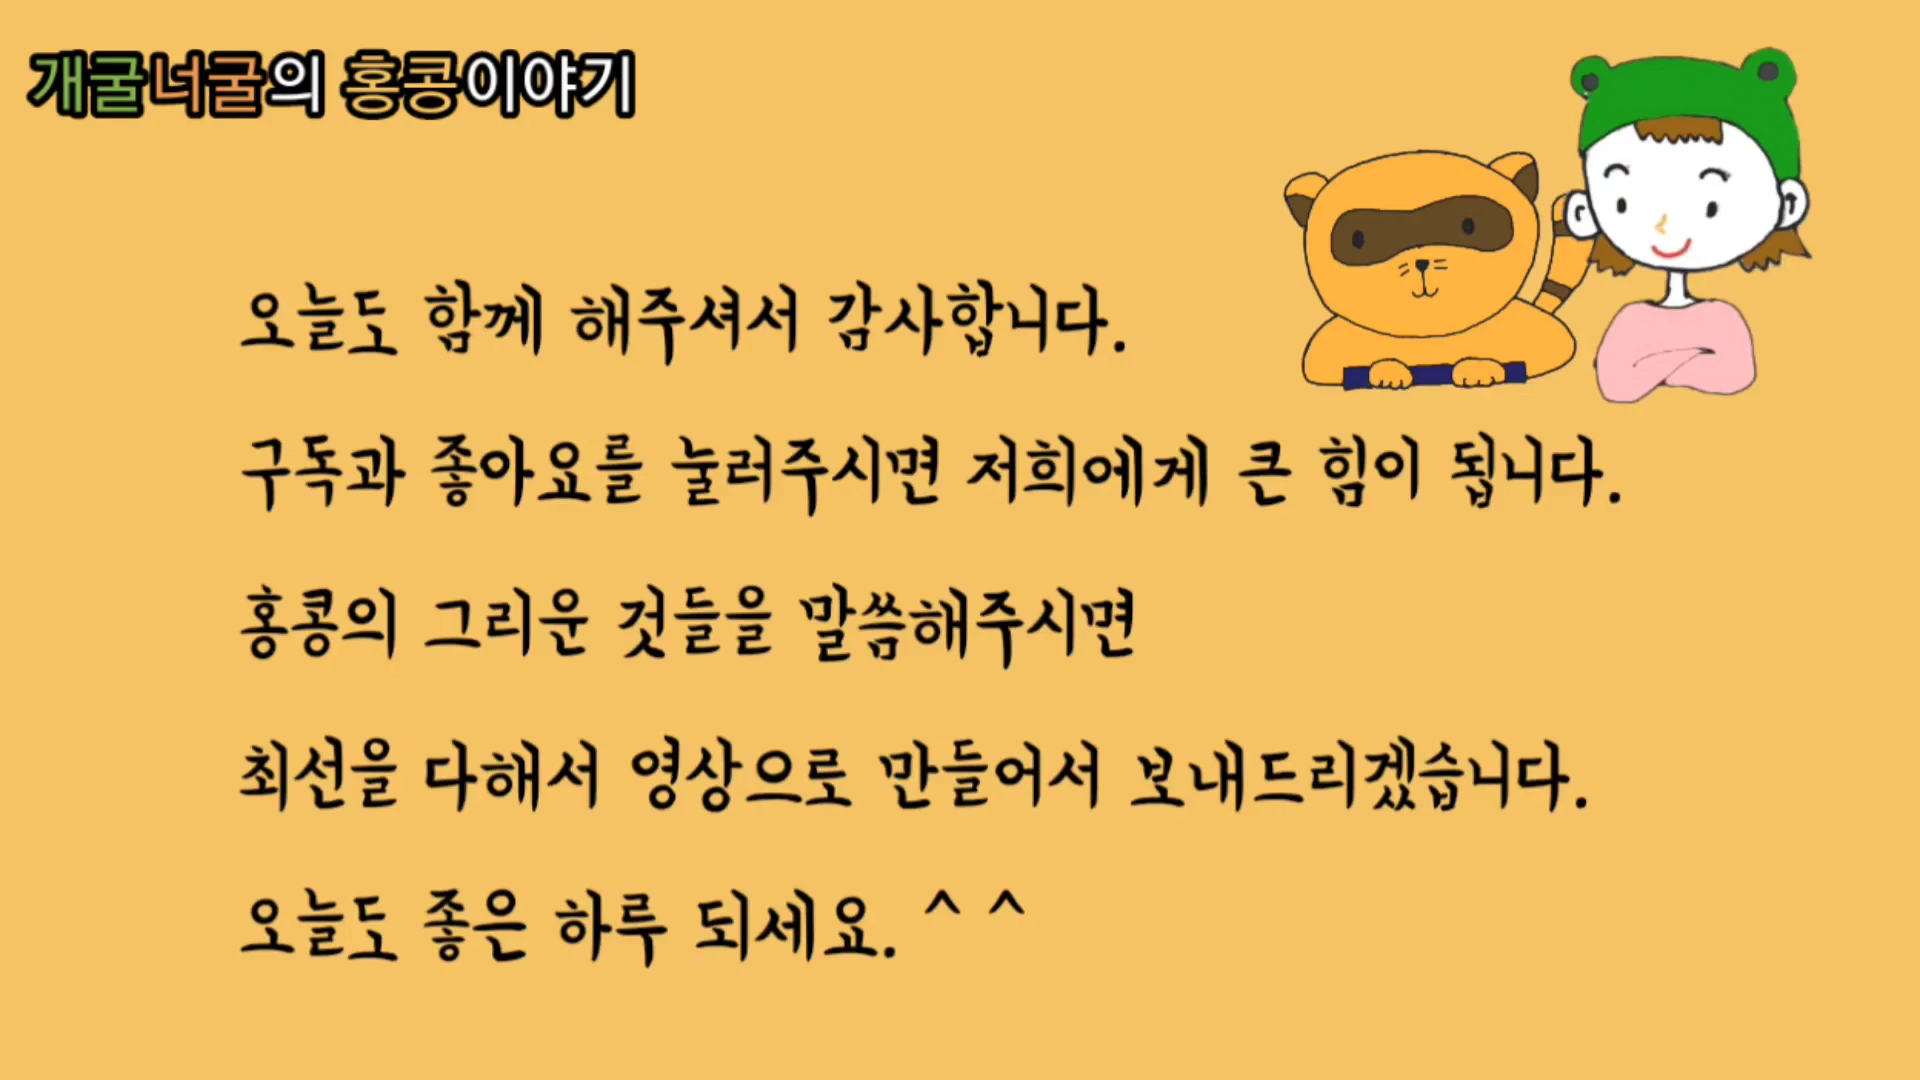 개굴너굴의 홍콩이야기
오늘도 함께 해주셔서 감사합니다.
구독과 좋아요를 눌러주시면 저희에게 큰 힘이 됩니다.
홍콩의 그리운 것들을 말씀해주시면
최선을 다해서 영상으로 만들어서 보내드리겠습니다.
오늘도 좋은 하루 되세요. ^ ^